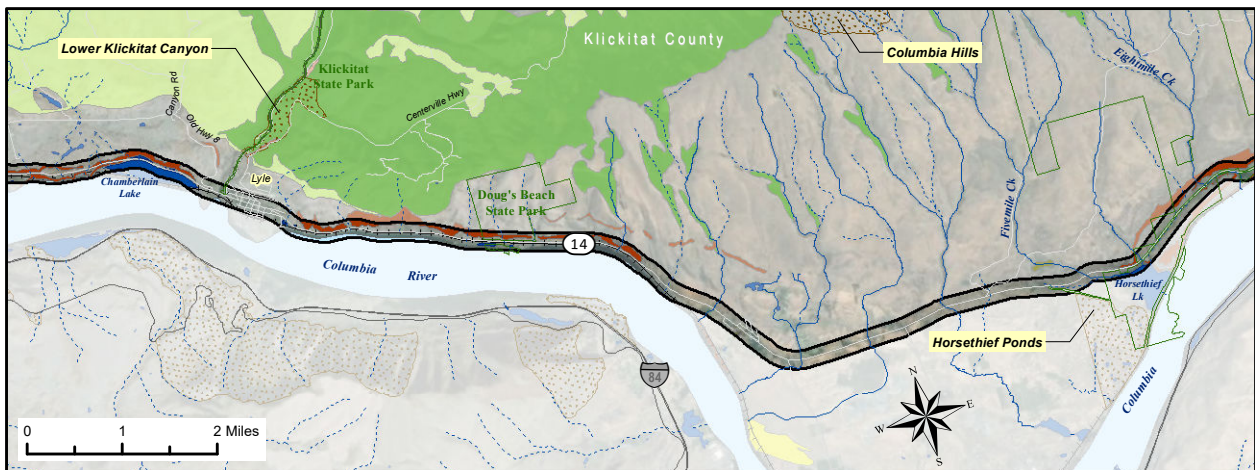 Lower Klickitat Canyon
Klickitat
State Park
Klickitat County
Columbia Hills
Eightmile Ck
Canyon Rd
Old Hwy 8
Centerville Hwy
Chamberlain
Lake
Lyle
Doug's Beach
State Park
14
Fivemile Ck
Columbia River
Horsethief
Lk
Horsethief Ponds
84
Columbia
N
E
W
S
0 1 2 Miles